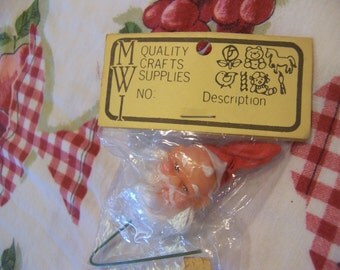 MWI
QUALITY
CRAFTS
SUPPLIES
NO.
Description